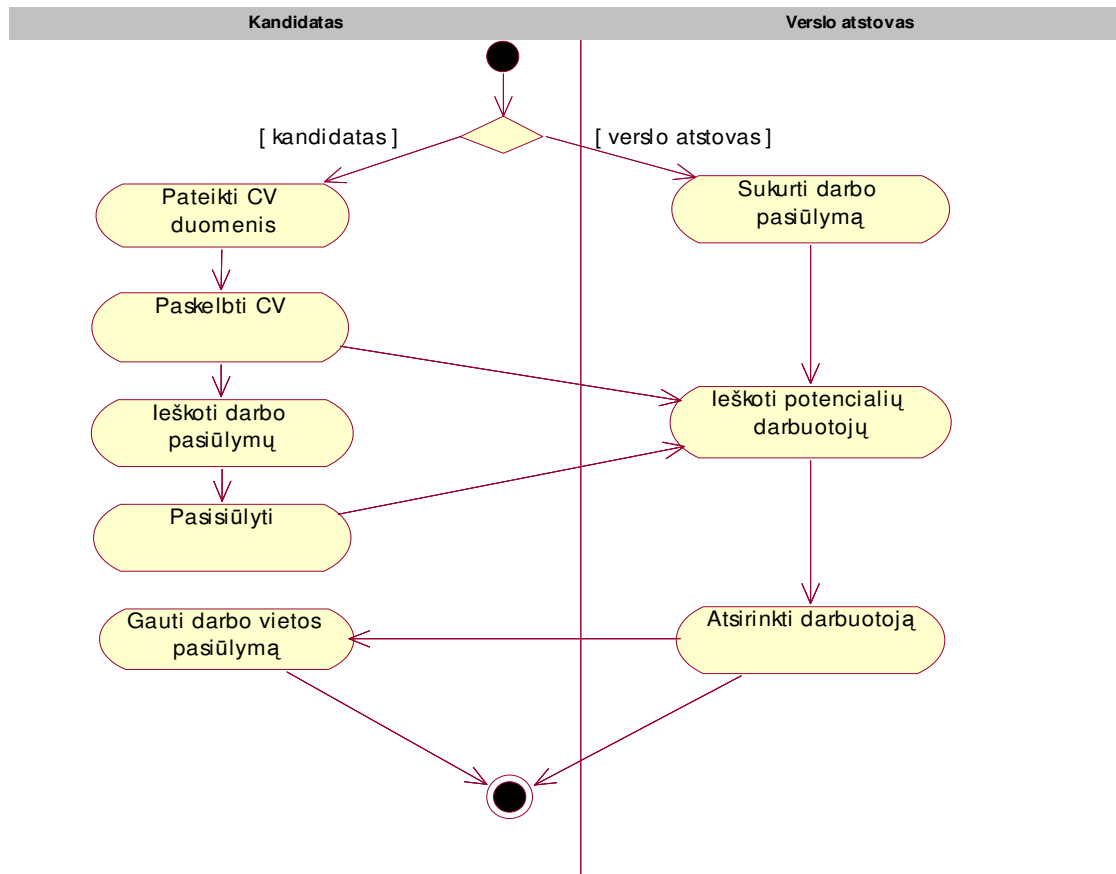 Kandidatas
Verslo atstovas
[ kandidatas ]
[ verslo atstovas ]
Pateikti CV
duomenis
Sukurti darbo
pasiūlymą
Paskelbti CV
Ieškoti darbo
pasiūlymų
Ieškoti potencialių
darbuotojų
Pasisiūlyti
Gauti darbo vietos
pasiūlymą
Atsirinkti darbuotoją